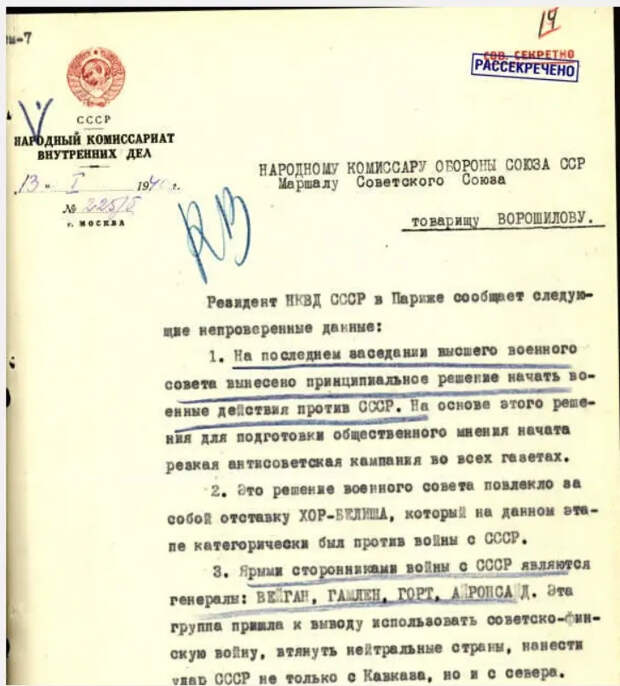 19
СОВ. СЕКРЕТНО
РАССЕКРЕЧЕНО
СССР
НАРОДНЫЙ КОМИССАРИАТ
ВНУТРЕННИХ ДЕЛ
13 " I 1940 г.
№ 225/б
г. МОСКВА
НАРОДНОМУ КОМИССАРУ ОБОРОНЫ СОЮЗА ССР
Маршалу Советского Союза
товарищу ВОРОШИЛОВУ.
КВ
Резидент НКВД СССР в Париже сообщает следую-
щие непроверенные данные:
1. На последнем заседании высшего военного
совета вынесено принципиальное решение начать во-
енные действия против СССР. На основе этого реше-
ния для подготовки общественного мнения начата
резкая антисоветская кампания во всех газетах.
2. Это решение военного совета повлекло за
собой отставку ХОР-БЕЛИША, который на данном эта-
пе категорически был против войны с СССР.
3. Ярыми сторонниками войны с СССР являются
генералы: ВЕЙГАН, ГАМЛЕН, ГОРТ, АЙРОНСАЙД. Эта
группа пришла к выводу использовать советско-фин-
скую войну, втянуть нейтральные страны, нанести
удар СССР не только с Кавказа, но и с севера.